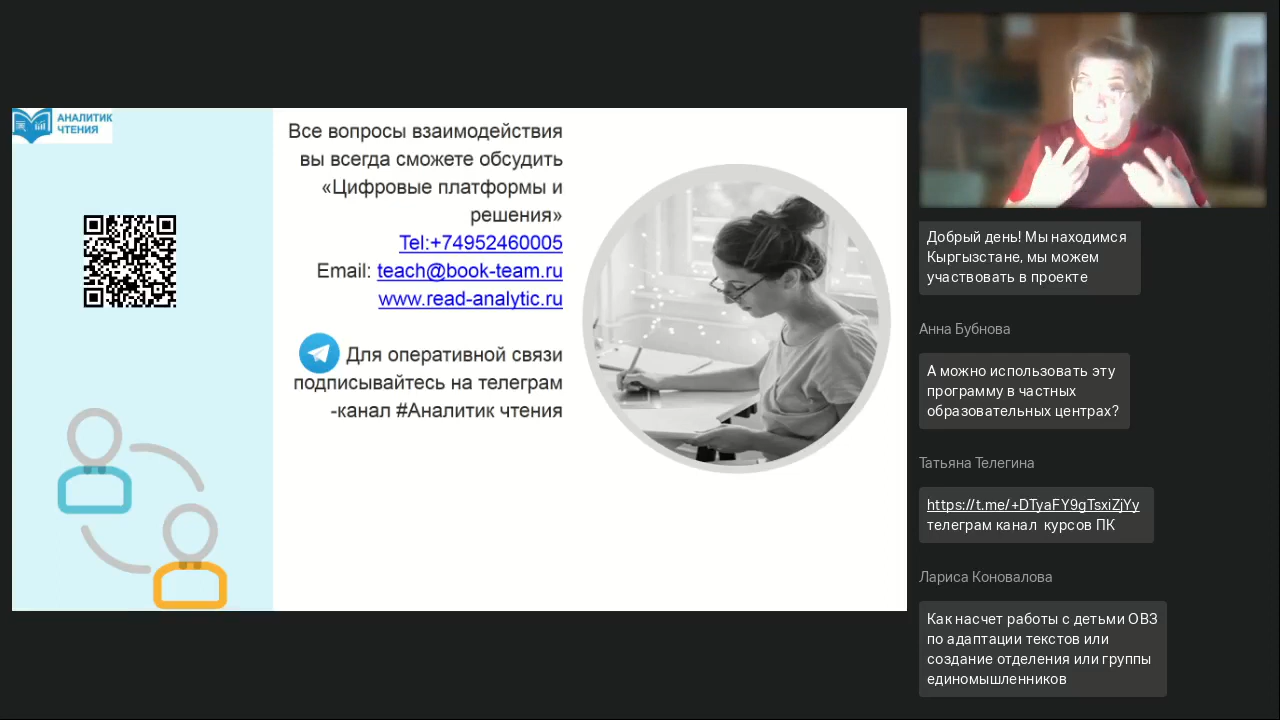 АНАЛИТИК
ЧТЕНИЯ
Все вопросы взаимодействия
вы всегда сможете обсудить
«Цифровые платформы и
решения»
Tel:+74952460005
Email: teach@book-team.ru
www.read-analytic.ru
Для оперативной связи
подписывайтесь на телеграм
-канал #Аналитик чтения
Добрый день! Мы находимся
Кыргызстане, мы можем
участвовать в проекте
Анна Бубнова
А можно использовать эту
программу в частных
образовательных центрах?
Татьяна Телегина
https://t.me/+DTyaFY9gTsxiZjYy
телеграм канал курсов ПК
Лариса Коновалова
Как насчет работы с детьми ОВЗ
по адаптации текстов или
создание отделения или группы
единомышленников